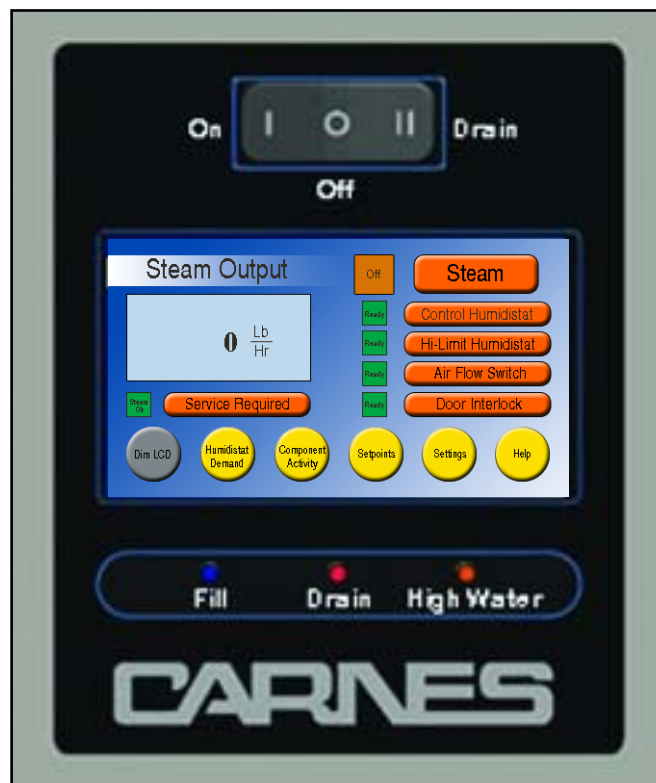 On I O II Drain
Off
Steam Output Off Steam
Ready Control Humidistat
0 Lb
Hr
Ready Hi-Limit Humidistat
Ready Air Flow Switch
Steam
Ok Service Required Ready Door Interlock
Dim LCD Humidistat
Demand Component
Activity Setpoints Settings Help
Fill Drain High Water
CARNES